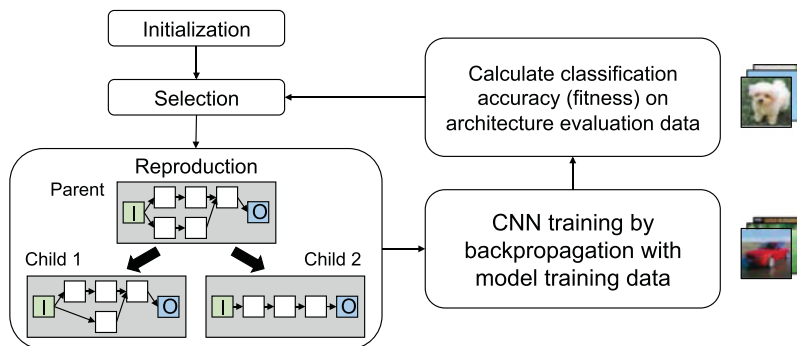 Initialization
Selection
Reproduction
Parent
I
O
Child 1
Child 2
I
O
I
O
Calculate classification
accuracy (fitness) on
architecture evaluation data
CNN training by
backpropagation with
model training data